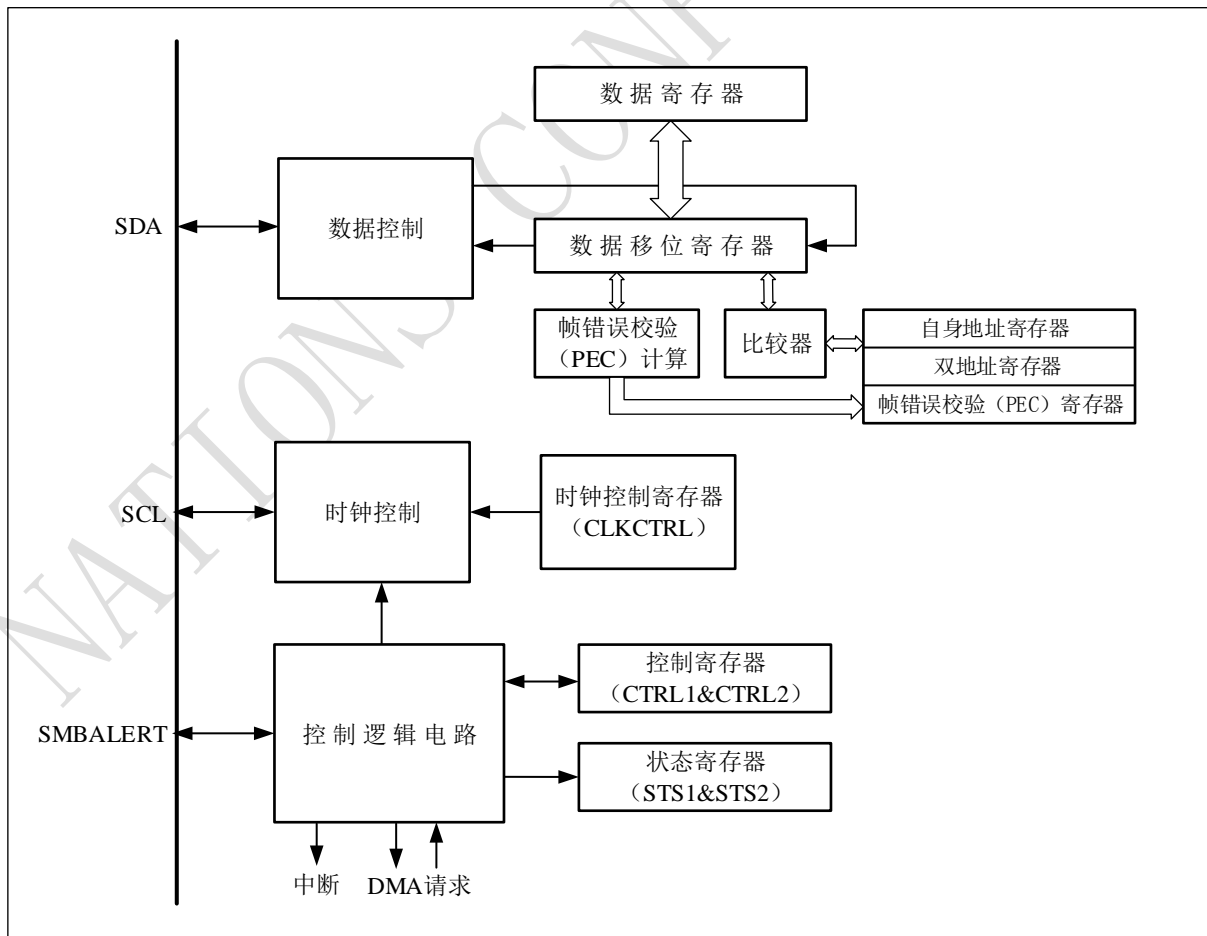 数据寄存器
SDA
数据控制
数据移位寄存器
帧错误校验
（PEC）计算
比较器
自身地址寄存器
双地址寄存器
帧错误校验（PEC）寄存器
SCL
时钟控制
时钟控制寄存器
（CLKCTRL）
SMBALERT
控制逻辑电路
控制寄存器
（CTRL1&CTRL2）
状态寄存器
（STS1&STS2）
中断
DMA请求
NATIONS CONF